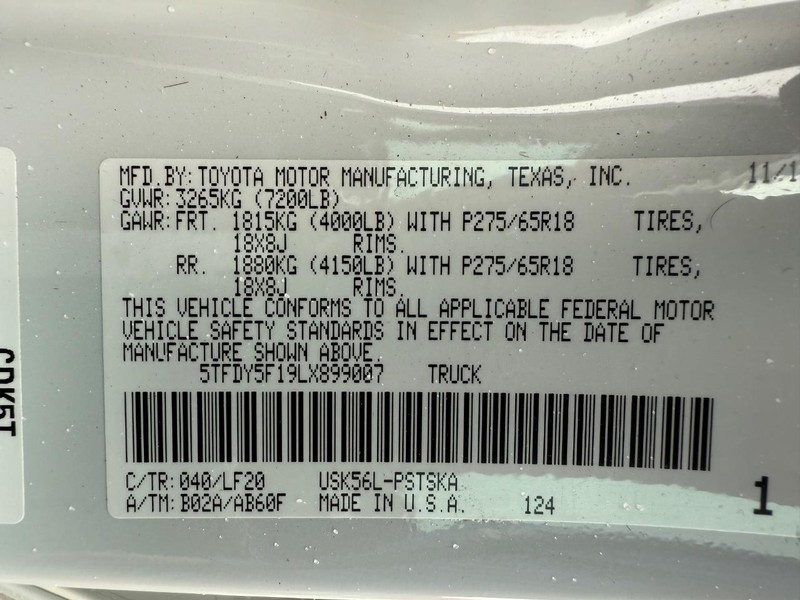 MFD.BY: TOYOTA MOTOR MANUFACTURING, TEXAS, INC. 11/1
GVWR: 3265KG (7200LB)
GAWR: FRT. 1815KG (4000LB) WITH P275/65R18 TIRES,
18X8J RIMS.
RR. 1880KG (4150LB) WITH P275/65R18 TIRES,
18X8J RIMS.
THIS VEHICLE CONFORMS TO ALL APPLICABLE FEDERAL MOTOR
VEHICLE SAFETY STANDARDS IN EFFECT ON THE DATE OF
MANUFACTURE SHOWN ABOVE.
5TFDY5F19LX899007 TRUCK
C/TR: 040/LF20 USK56L-PSTSKA
A/TM: B02A/AB60F MADE IN U.S.A. 124
1